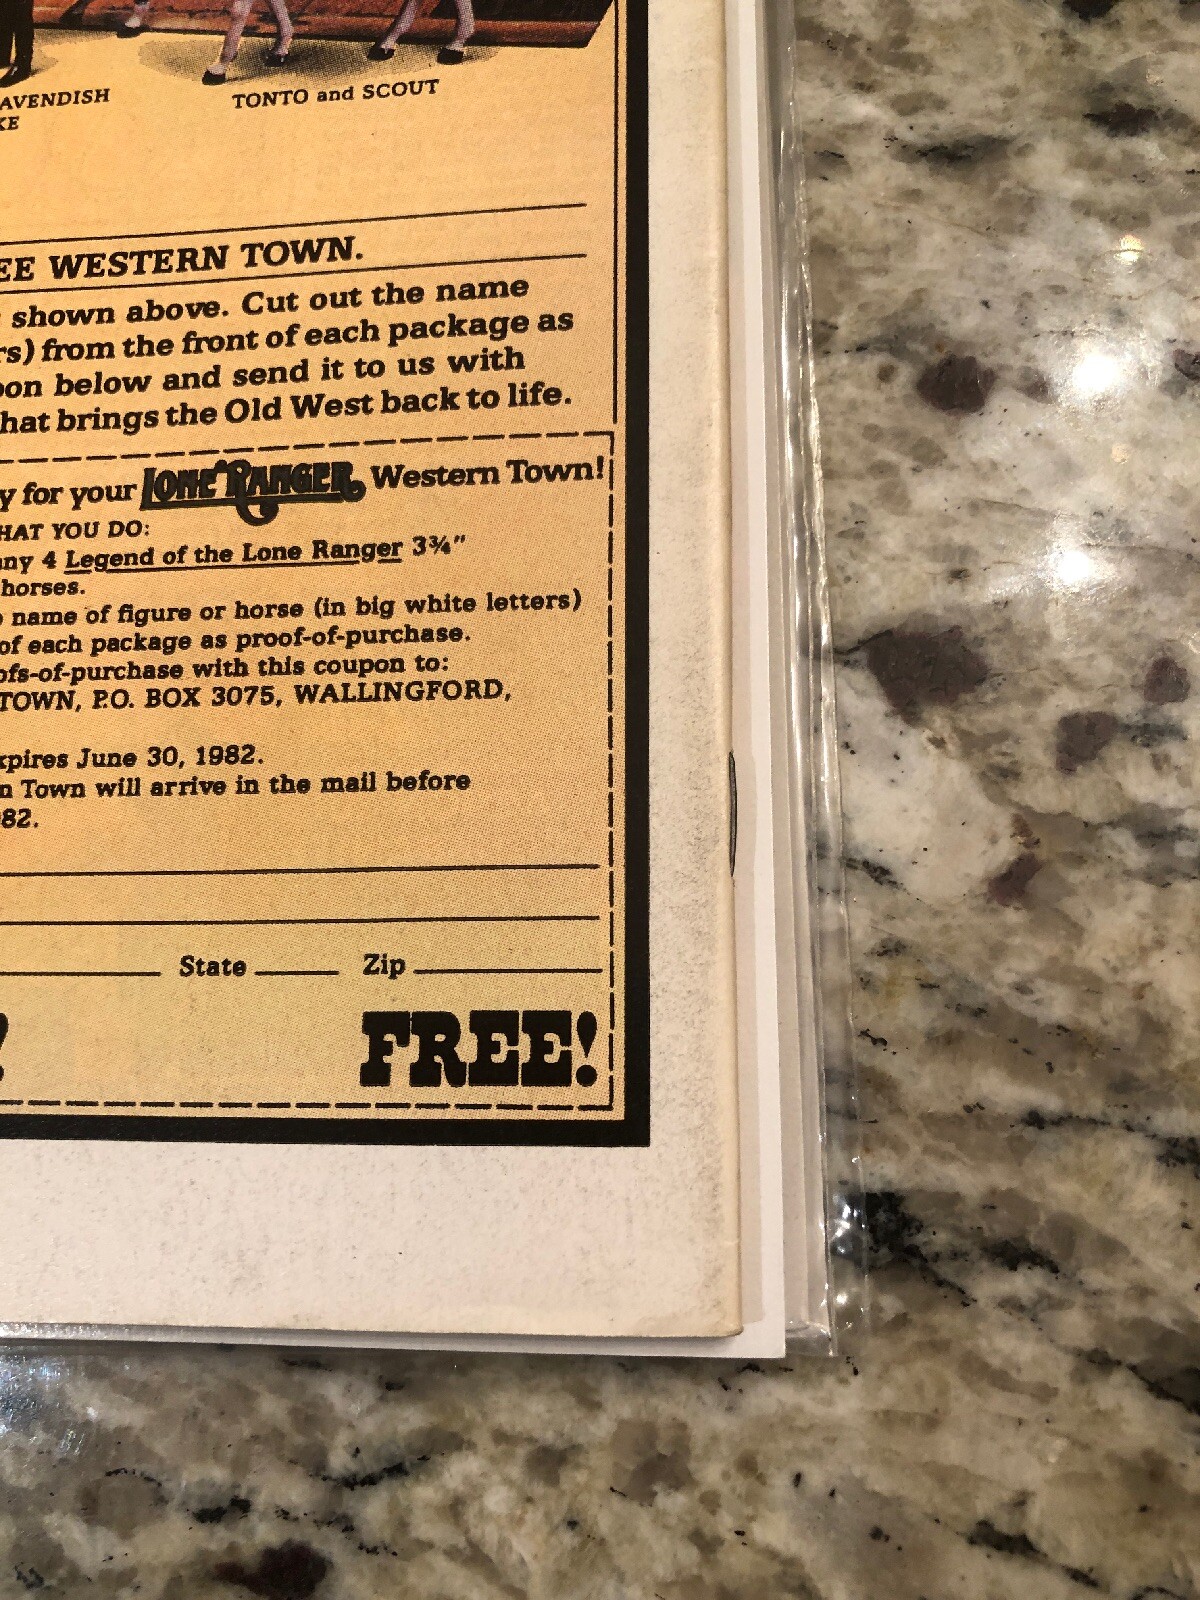 AVENDISH
KE
TONTO and SCOUT
EE WESTERN TOWN.
shown above. Cut out the name
rs) from the front of each package as
pon below and send it to us with
hat brings the Old West back to life.
y for your LONE RANGER Western Town!
HAT YOU DO:
ny 4 Legend of the Lone Ranger 3¾"
horses.
name of figure or horse (in big white letters)
of each package as proof-of-purchase.
ofs-of-purchase with this coupon to:
TOWN, P.O. BOX 3075, WALLINGFORD,
xpires June 30, 1982.
n Town will arrive in the mail before
82.
State Zip
! FREE!